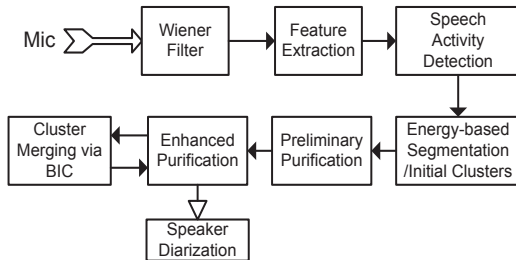 Mic
Wiener
Filter
Feature
Extraction
Speech
Activity
Detection
Cluster
Merging via
BIC
Enhanced
Purification
Preliminary
Purification
Energy-based
Segmentation
/Initial Clusters
Speaker
Diarization